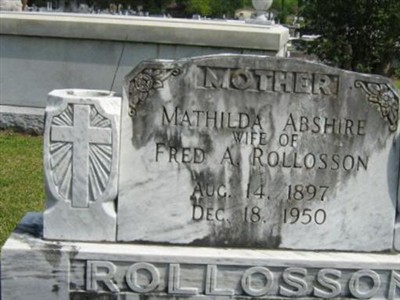 MOTHER
MATHILDA ABSHIRE
WIFE OF
FRED A. ROLLOSSON
AUG. 14, 1897
DEC. 18, 1950
ROLLOSSON